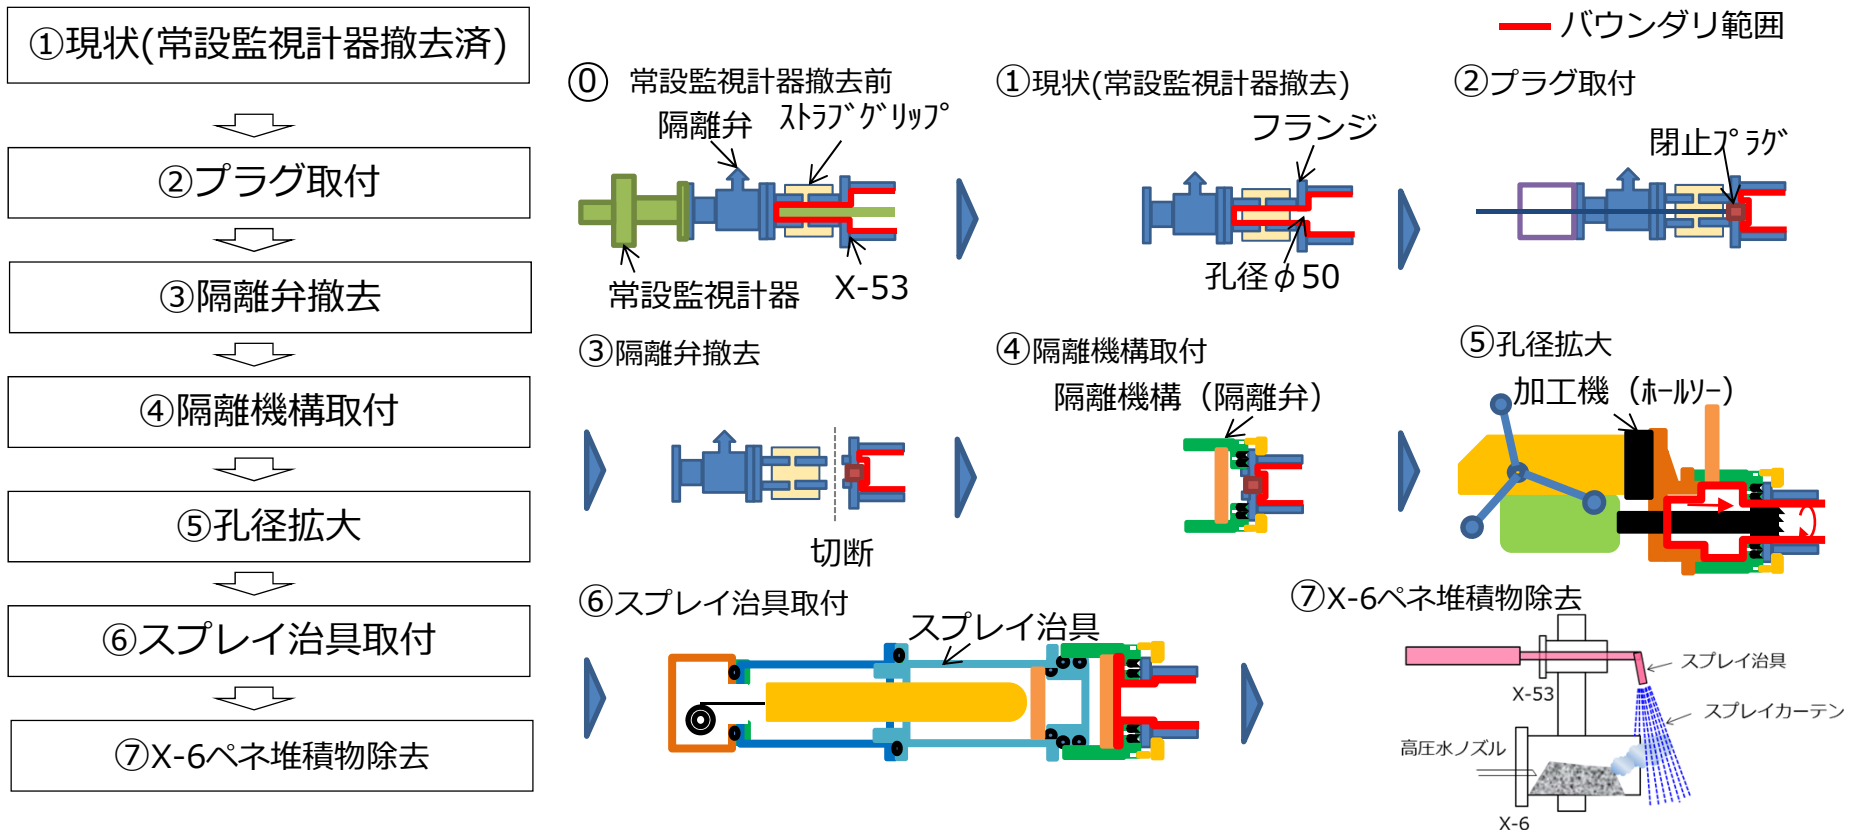 ①現状(常設監視計器撤去済)
②プラグ取付
③隔離弁撤去
④隔離機構取付
⑤孔径拡大
⑥スプレイ治具取付
⑦X-6ペネ堆積物除去
バウンダリ範囲
⓪ 常設監視計器撤去前
隔離弁
ｽﾄﾗﾌﾞｸﾞﾘｯﾌﾟ
常設監視計器
X-53
①現状(常設監視計器撤去)
フランジ
孔径φ50
②プラグ取付
閉止ﾌﾟﾗｸﾞ
③隔離弁撤去
切断
④隔離機構取付
隔離機構（隔離弁）
⑤孔径拡大
加工機（ﾎｰﾙｿｰ）
⑥スプレイ治具取付
スプレイ治具
⑦X-6ペネ堆積物除去
スプレイ治具
X-53
スプレイカーテン
高圧水ノズル
X-6